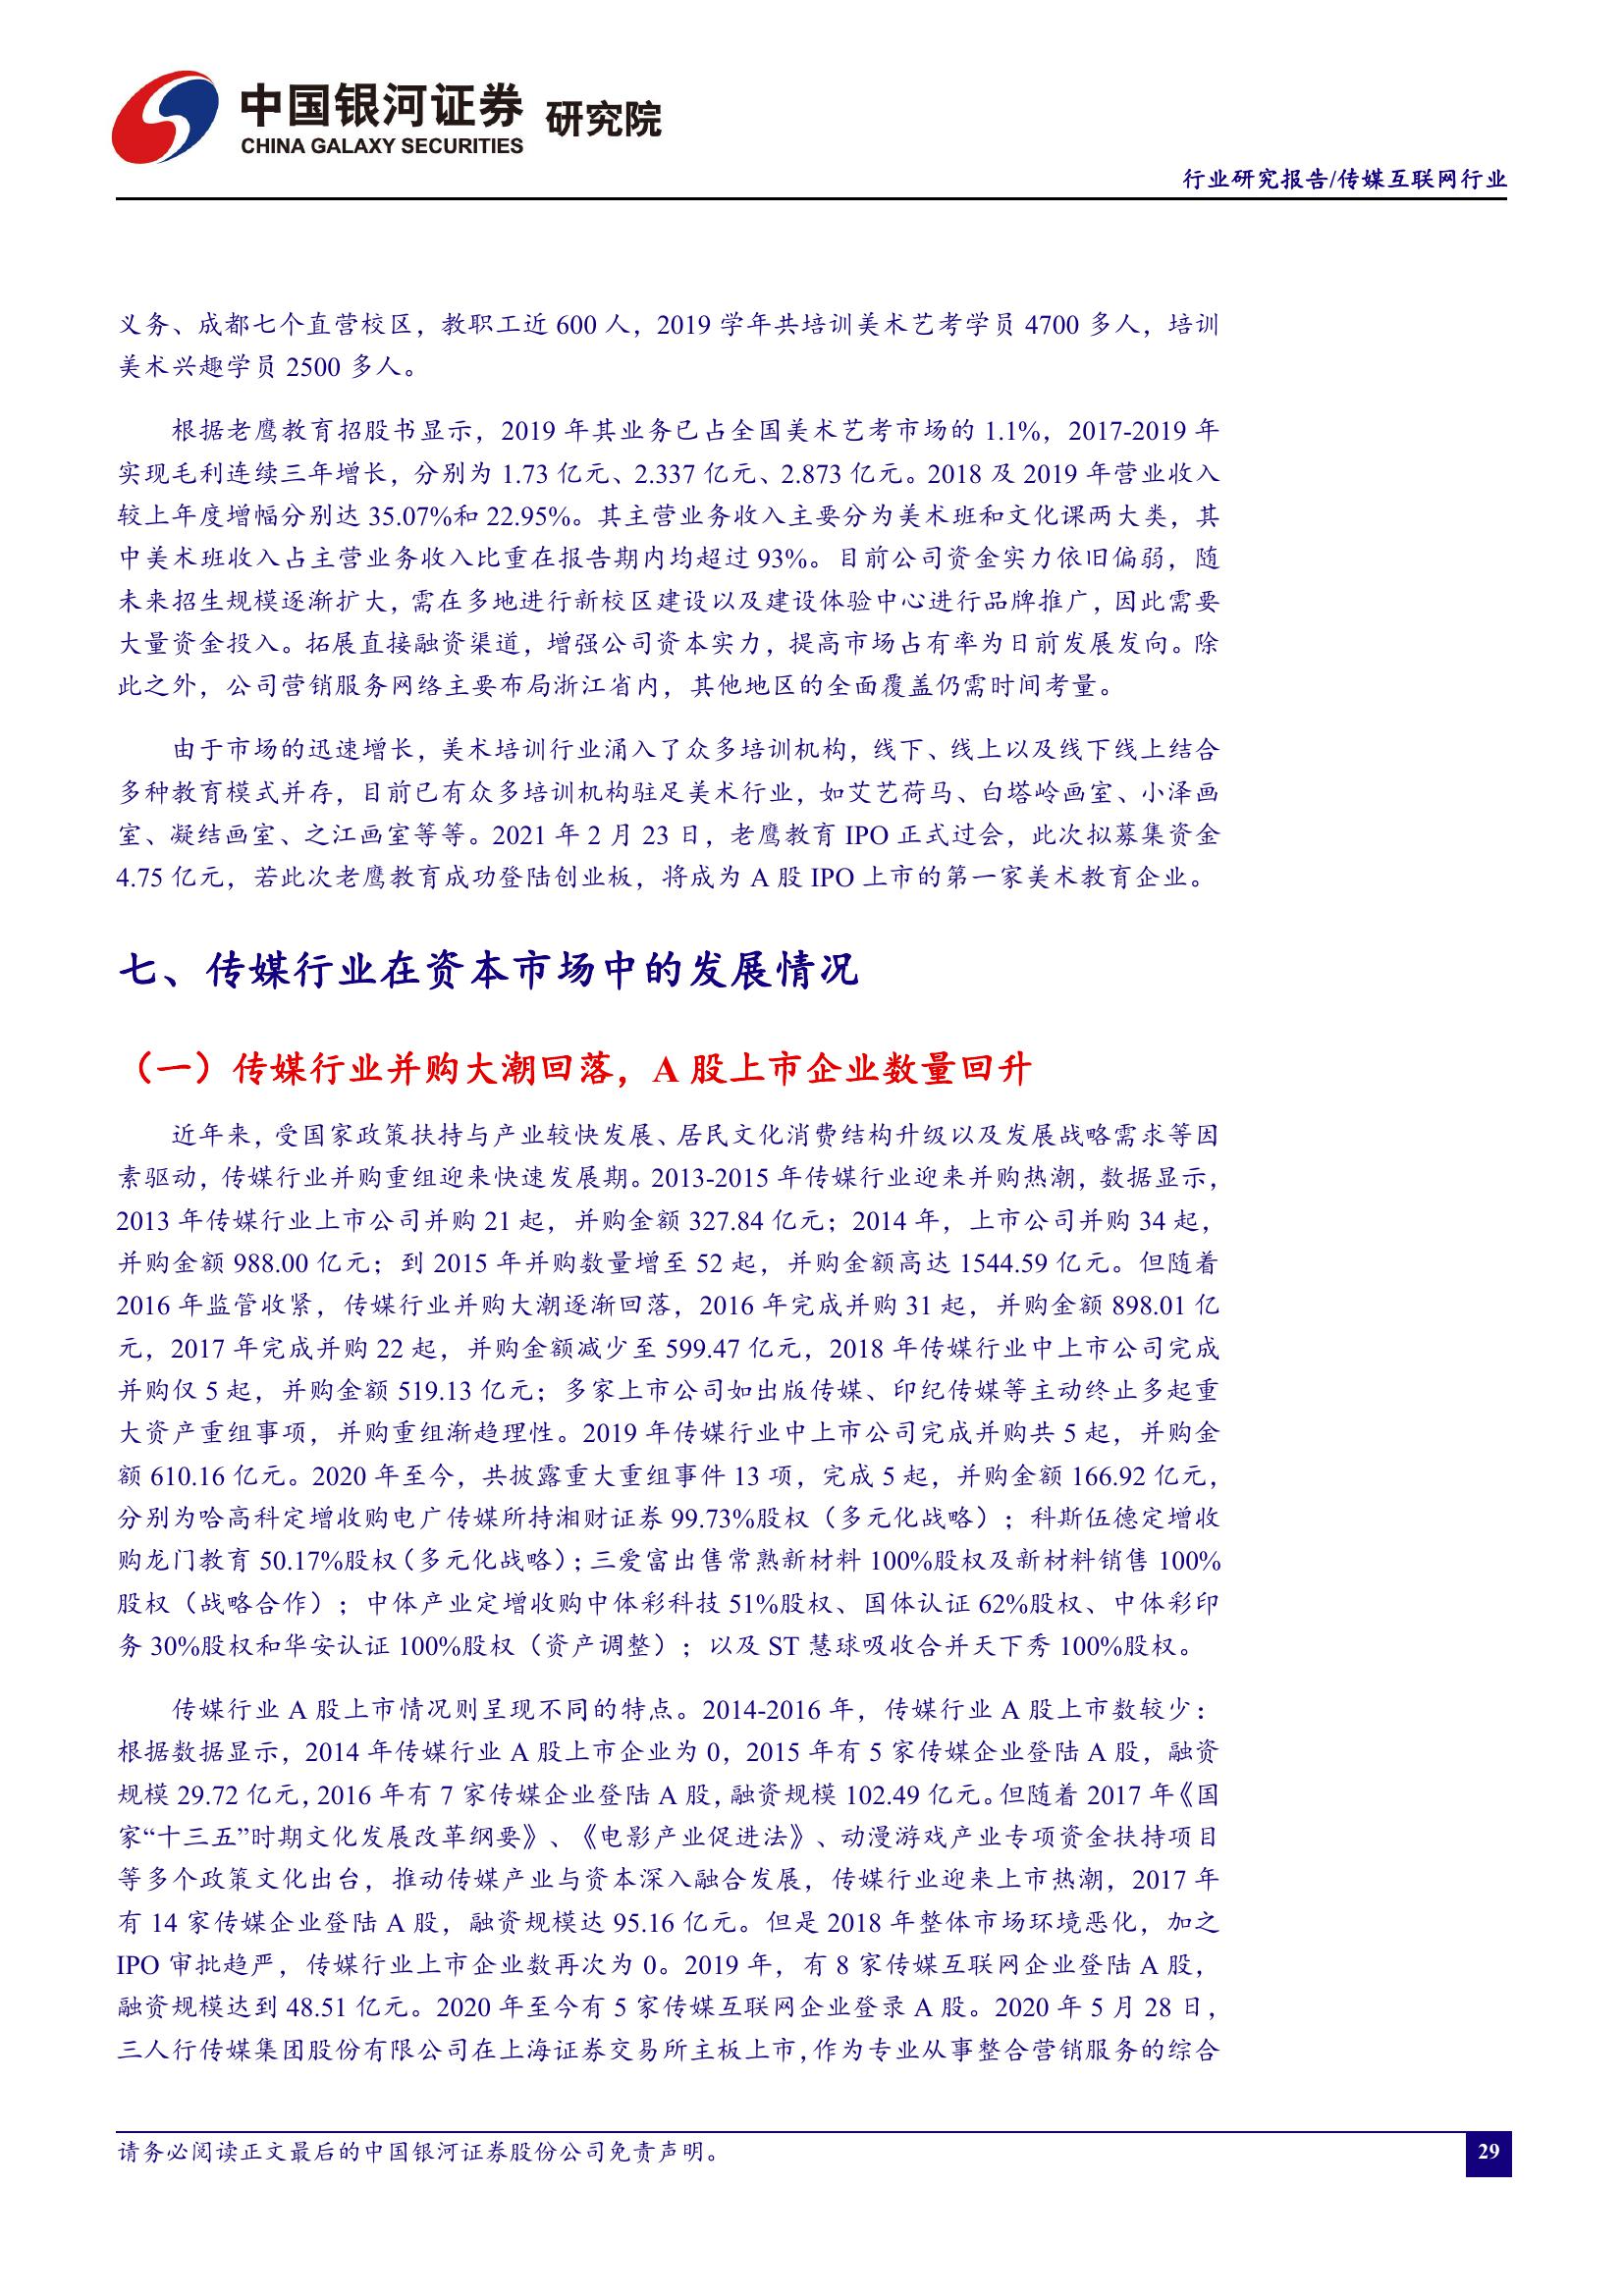 中国银河证券 研究院
CHINA GALAXY SECURITIES
行业研究报告/传媒互联网行业
义务、成都七个直营校区，教职工近 600 人，2019 学年共培训美术艺考学员 4700 多人，培训
美术兴趣学员 2500 多人。
根据老鹰教育招股书显示，2019 年其业务已占全国美术艺考市场的 1.1%，2017-2019 年
实现毛利连续三年增长，分别为 1.73 亿元、2.337 亿元、2.873 亿元。2018 及 2019 年营业收入
较上年度增幅分别达 35.07%和 22.95%。其主营业务收入主要分为美术班和文化课两大类，其
中美术班收入占主营业务收入比重在报告期内均超过 93%。目前公司资金实力依旧偏弱，随
未来招生规模逐渐扩大，需在多地进行新校区建设以及建设体验中心进行品牌推广，因此需要
大量资金投入。拓展直接融资渠道，增强公司资本实力，提高市场占有率为日前发展发向。除
此之外，公司营销服务网络主要布局浙江省内，其他地区的全面覆盖仍需时间考量。
由于市场的迅速增长，美术培训行业涌入了众多培训机构，线下、线上以及线下线上结合
多种教育模式并存，目前已有众多培训机构驻足美术行业，如艾艺荷马、白塔岭画室、小泽画
室、凝结画室、之江画室等等。2021 年 2 月 23 日，老鹰教育 IPO 正式过会，此次拟募集资金
4.75 亿元，若此次老鹰教育成功登陆创业板，将成为 A 股 IPO 上市的第一家美术教育企业。
七、传媒行业在资本市场中的发展情况
（一）传媒行业并购大潮回落，A 股上市企业数量回升
近年来，受国家政策扶持与产业较快发展、居民文化消费结构升级以及发展战略需求等因
素驱动，传媒行业并购重组迎来快速发展期。2013-2015 年传媒行业迎来并购热潮，数据显示，
2013 年传媒行业上市公司并购 21 起，并购金额 327.84 亿元；2014 年，上市公司并购 34 起，
并购金额 988.00 亿元；到 2015 年并购数量增至 52 起，并购金额高达 1544.59 亿元。但随着
2016 年监管收紧，传媒行业并购大潮逐渐回落，2016 年完成并购 31 起，并购金额 898.01 亿
元，2017 年完成并购 22 起，并购金额减少至 599.47 亿元，2018 年传媒行业中上市公司完成
并购仅 5 起，并购金额 519.13 亿元；多家上市公司如出版传媒、印纪传媒等主动终止多起重
大资产重组事项，并购重组渐趋理性。2019 年传媒行业中上市公司完成并购共 5 起，并购金
额 610.16 亿元。2020 年至今，共披露重大重组事件 13 项，完成 5 起，并购金额 166.92 亿元，
分别为哈高科定增收购电广传媒所持湘财证券 99.73%股权（多元化战略）；科斯伍德定增收
购龙门教育 50.17%股权（多元化战略）；三爱富出售常熟新材料 100%股权及新材料销售 100%
股权（战略合作）；中体产业定增收购中体彩科技 51%股权、国体认证 62%股权、中体彩印
务 30%股权和华安认证 100%股权（资产调整）；以及 ST 慧球吸收合并天下秀 100%股权。
传媒行业 A 股上市情况则呈现不同的特点。2014-2016 年，传媒行业 A 股上市数较少：
根据数据显示，2014 年传媒行业 A 股上市企业为 0，2015 年有 5 家传媒企业登陆 A 股，融资
规模 29.72 亿元，2016 年有 7 家传媒企业登陆 A 股，融资规模 102.49 亿元。但随着 2017 年《国
家“十三五”时期文化发展改革纲要》、《电影产业促进法》、动漫游戏产业专项资金扶持项目
等多个政策文化出台，推动传媒产业与资本深入融合发展，传媒行业迎来上市热潮，2017 年
有 14 家传媒企业登陆 A 股，融资规模达 95.16 亿元。但是 2018 年整体市场环境恶化，加之
IPO 审批趋严，传媒行业上市企业数再次为 0。2019 年，有 8 家传媒互联网企业登陆 A 股，
融资规模达到 48.51 亿元。2020 年至今有 5 家传媒互联网企业登录 A 股。2020 年 5 月 28 日，
三人行传媒集团股份有限公司在上海证券交易所主板上市，作为专业从事整合营销服务的综合
请务必阅读正文最后的中国银河证券股份公司免责声明。
29